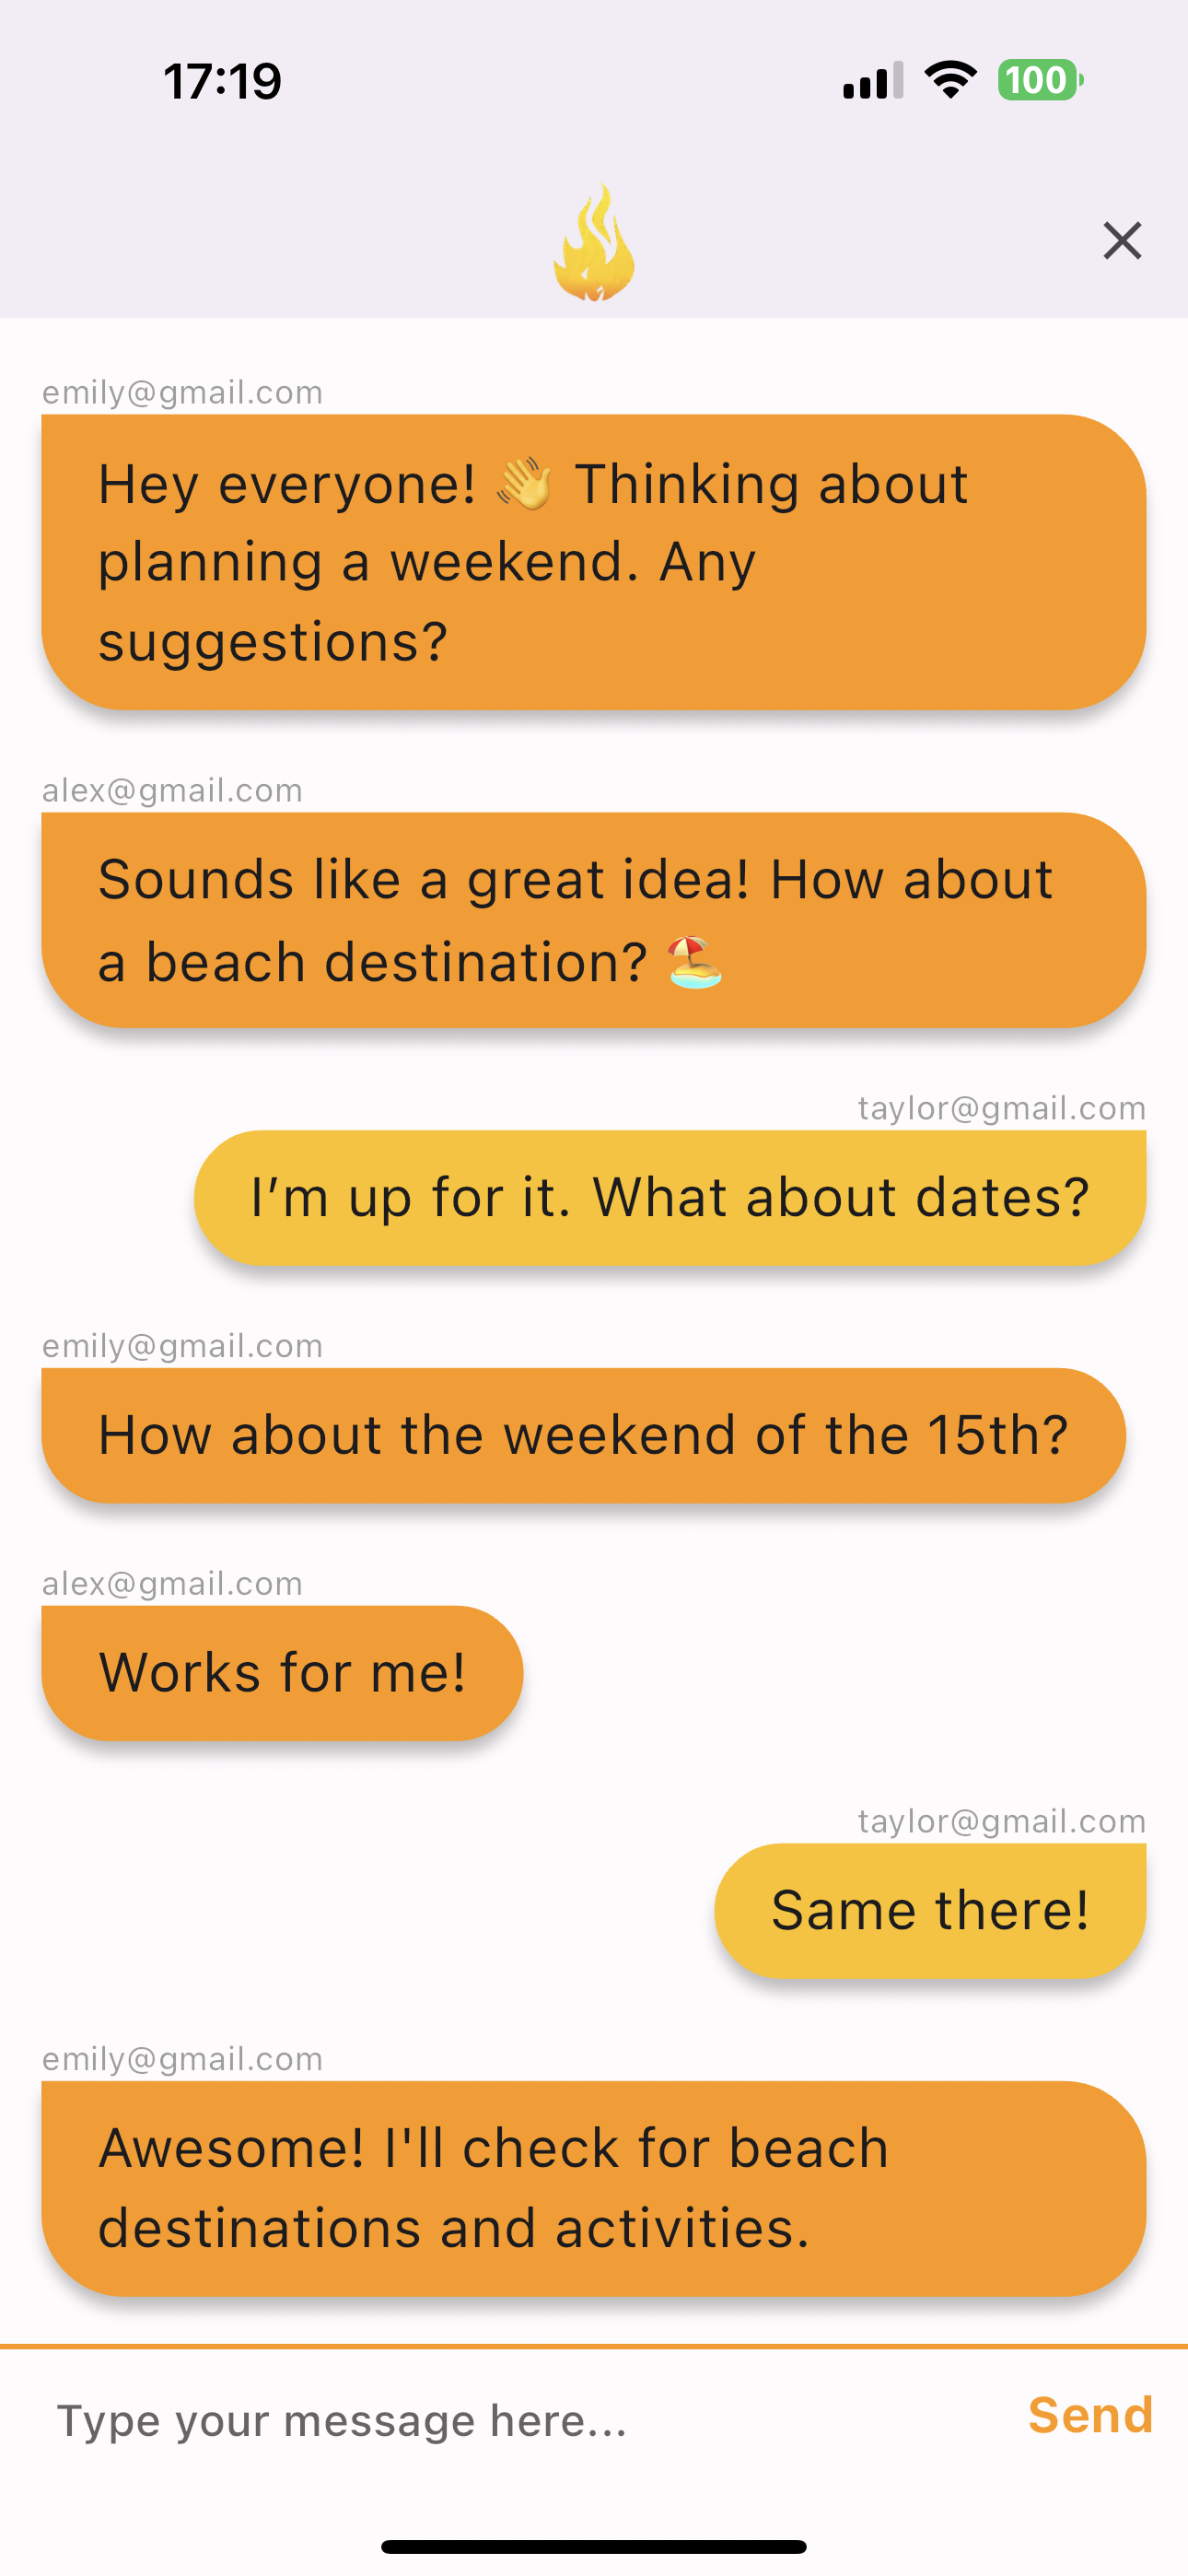 17:19
100
emily@gmail.com
Hey everyone! 👋 Thinking about
planning a weekend. Any
suggestions?
alex@gmail.com
Sounds like a great idea! How about
a beach destination? 🏖️
taylor@gmail.com
I’m up for it. What about dates?
emily@gmail.com
How about the weekend of the 15th?
alex@gmail.com
Works for me!
taylor@gmail.com
Same there!
emily@gmail.com
Awesome! I'll check for beach
destinations and activities.
Type your message here...
Send